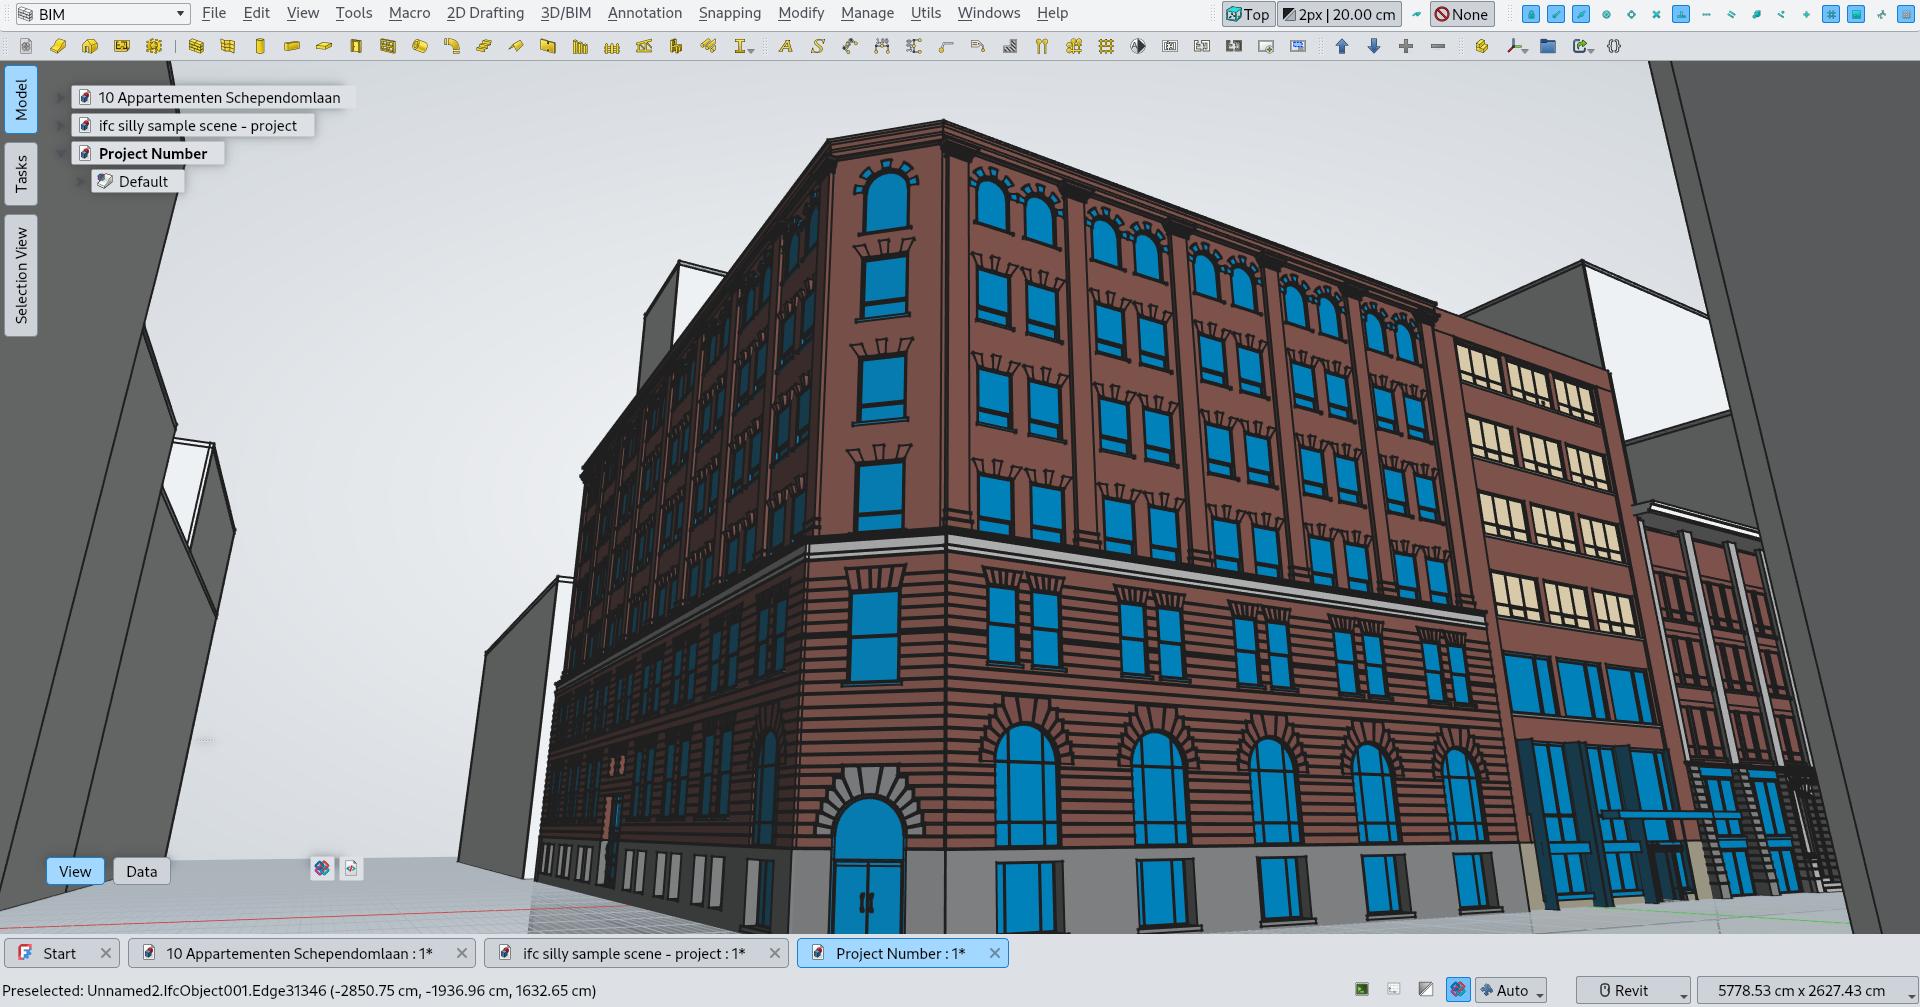 BIM File Edit View Tools Macro 2D Drafting 3D/BIM Annotation Snapping Modify Manage Utils Windows Help Top 2px | 20.00 cm None
Model
Tasks
Selection View
10 Appartementen Schependomlaan
ifc silly sample scene - project
Project Number
Default
View Data
Start 10 Appartementen Schependomlaan : 1* ifc silly sample scene - project : 1* Project Number : 1*
Preselected: Unnamed2.IfcObject001.Edge31346 (-2850.75 cm, -1936.96 cm, 1632.65 cm) Auto Revit 5778.53 cm x 2627.43 cm